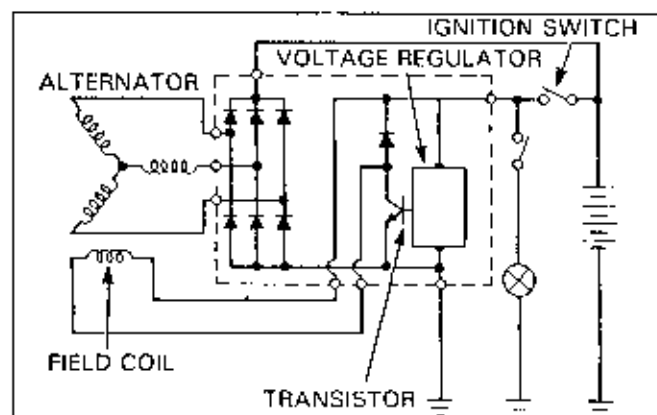 IGNITION SWITCH
VOLTAGE REGULATOR
ALTERNATOR
FIELD COIL
TRANSISTOR